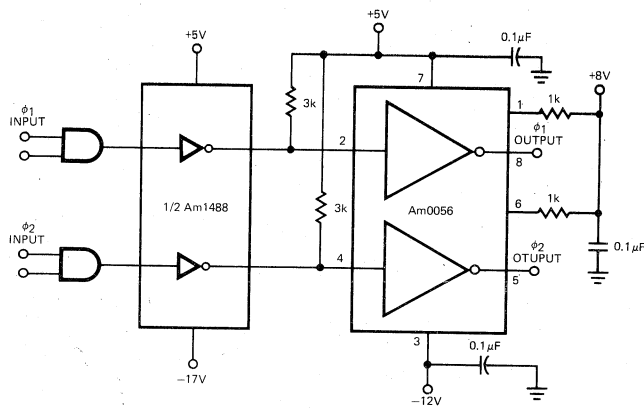 +5V
+5V
0.1μF
+8V
7
3k
1
1k
ϕ1
INPUT
2
ϕ1
OUTPUT
8
1/2 Am1488
3k
Am0056
6
1k
ϕ2
INPUT
4
0.1μF
ϕ2
OTUPUT
5
3
0.1μF
−17V
−12V